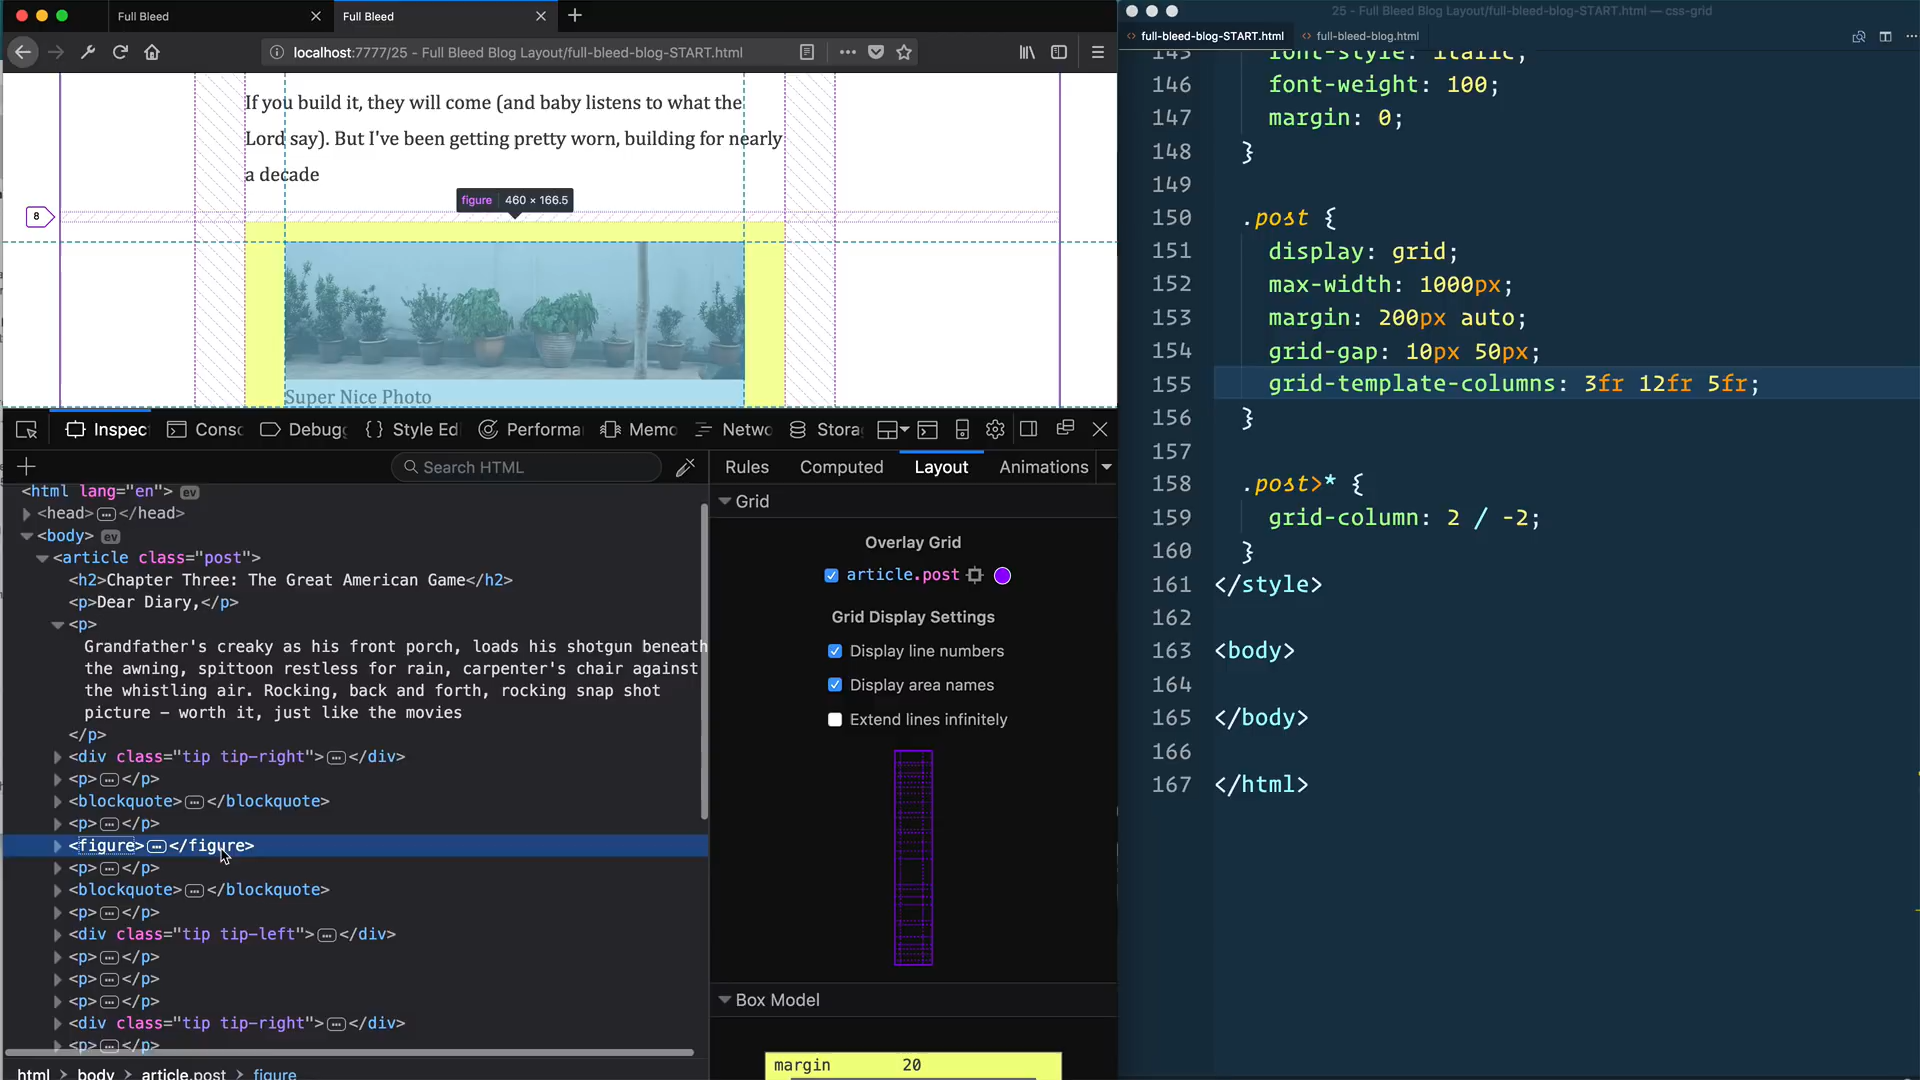 Full Bleed
Full Bleed
localhost:7777/25 - Full Bleed Blog Layout/full-bleed-blog-START.html
If you build it, they will come (and baby listens to what the
Lord say). But I've been getting pretty worn, building for nearly
a decade
figure 460 × 166.5
8
Super Nice Photo
Inspec
Consc
Debug
Style Ed
Performa
Memo
Netwo
Stora
Search HTML
Rules
Computed
Layout
Animations
<html lang="en"> ev
<head></head>
<body> ev
<article class="post">
<h2>Chapter Three: The Great American Game</h2>
<p>Dear Diary,</p>
<p>
Grandfather's creaky as his front porch, loads his shotgun beneath
the awning, spittoon restless for rain, carpenter's chair against
the whistling air. Rocking, back and forth, rocking snap shot
picture – worth it, just like the movies
</p>
<div class="tip tip-right"></div>
<p></p>
<blockquote></blockquote>
<p></p>
<figure></figure>
<p></p>
<blockquote></blockquote>
<p></p>
<div class="tip tip-left"></div>
<p></p>
<p></p>
<p></p>
<div class="tip tip-right"></div>
<p></p>
html > body > article.post > figure
Grid
Overlay Grid
article.post
Grid Display Settings
Display line numbers
Display area names
Extend lines infinitely
Box Model
margin 20
25 - Full Bleed Blog Layout/full-bleed-blog-START.html — css-grid
full-bleed-blog-START.html
full-bleed-blog.html
145 font-style: italic;
146 font-weight: 100;
147 margin: 0;
148 }
149
150 .post {
151 display: grid;
152 max-width: 1000px;
153 margin: 200px auto;
154 grid-gap: 10px 50px;
155 grid-template-columns: 3fr 12fr 5fr;
156 }
157
158 .post>* {
159 grid-column: 2 / -2;
160 }
161 </style>
162
163 <body>
164
165 </body>
166
167 </html>